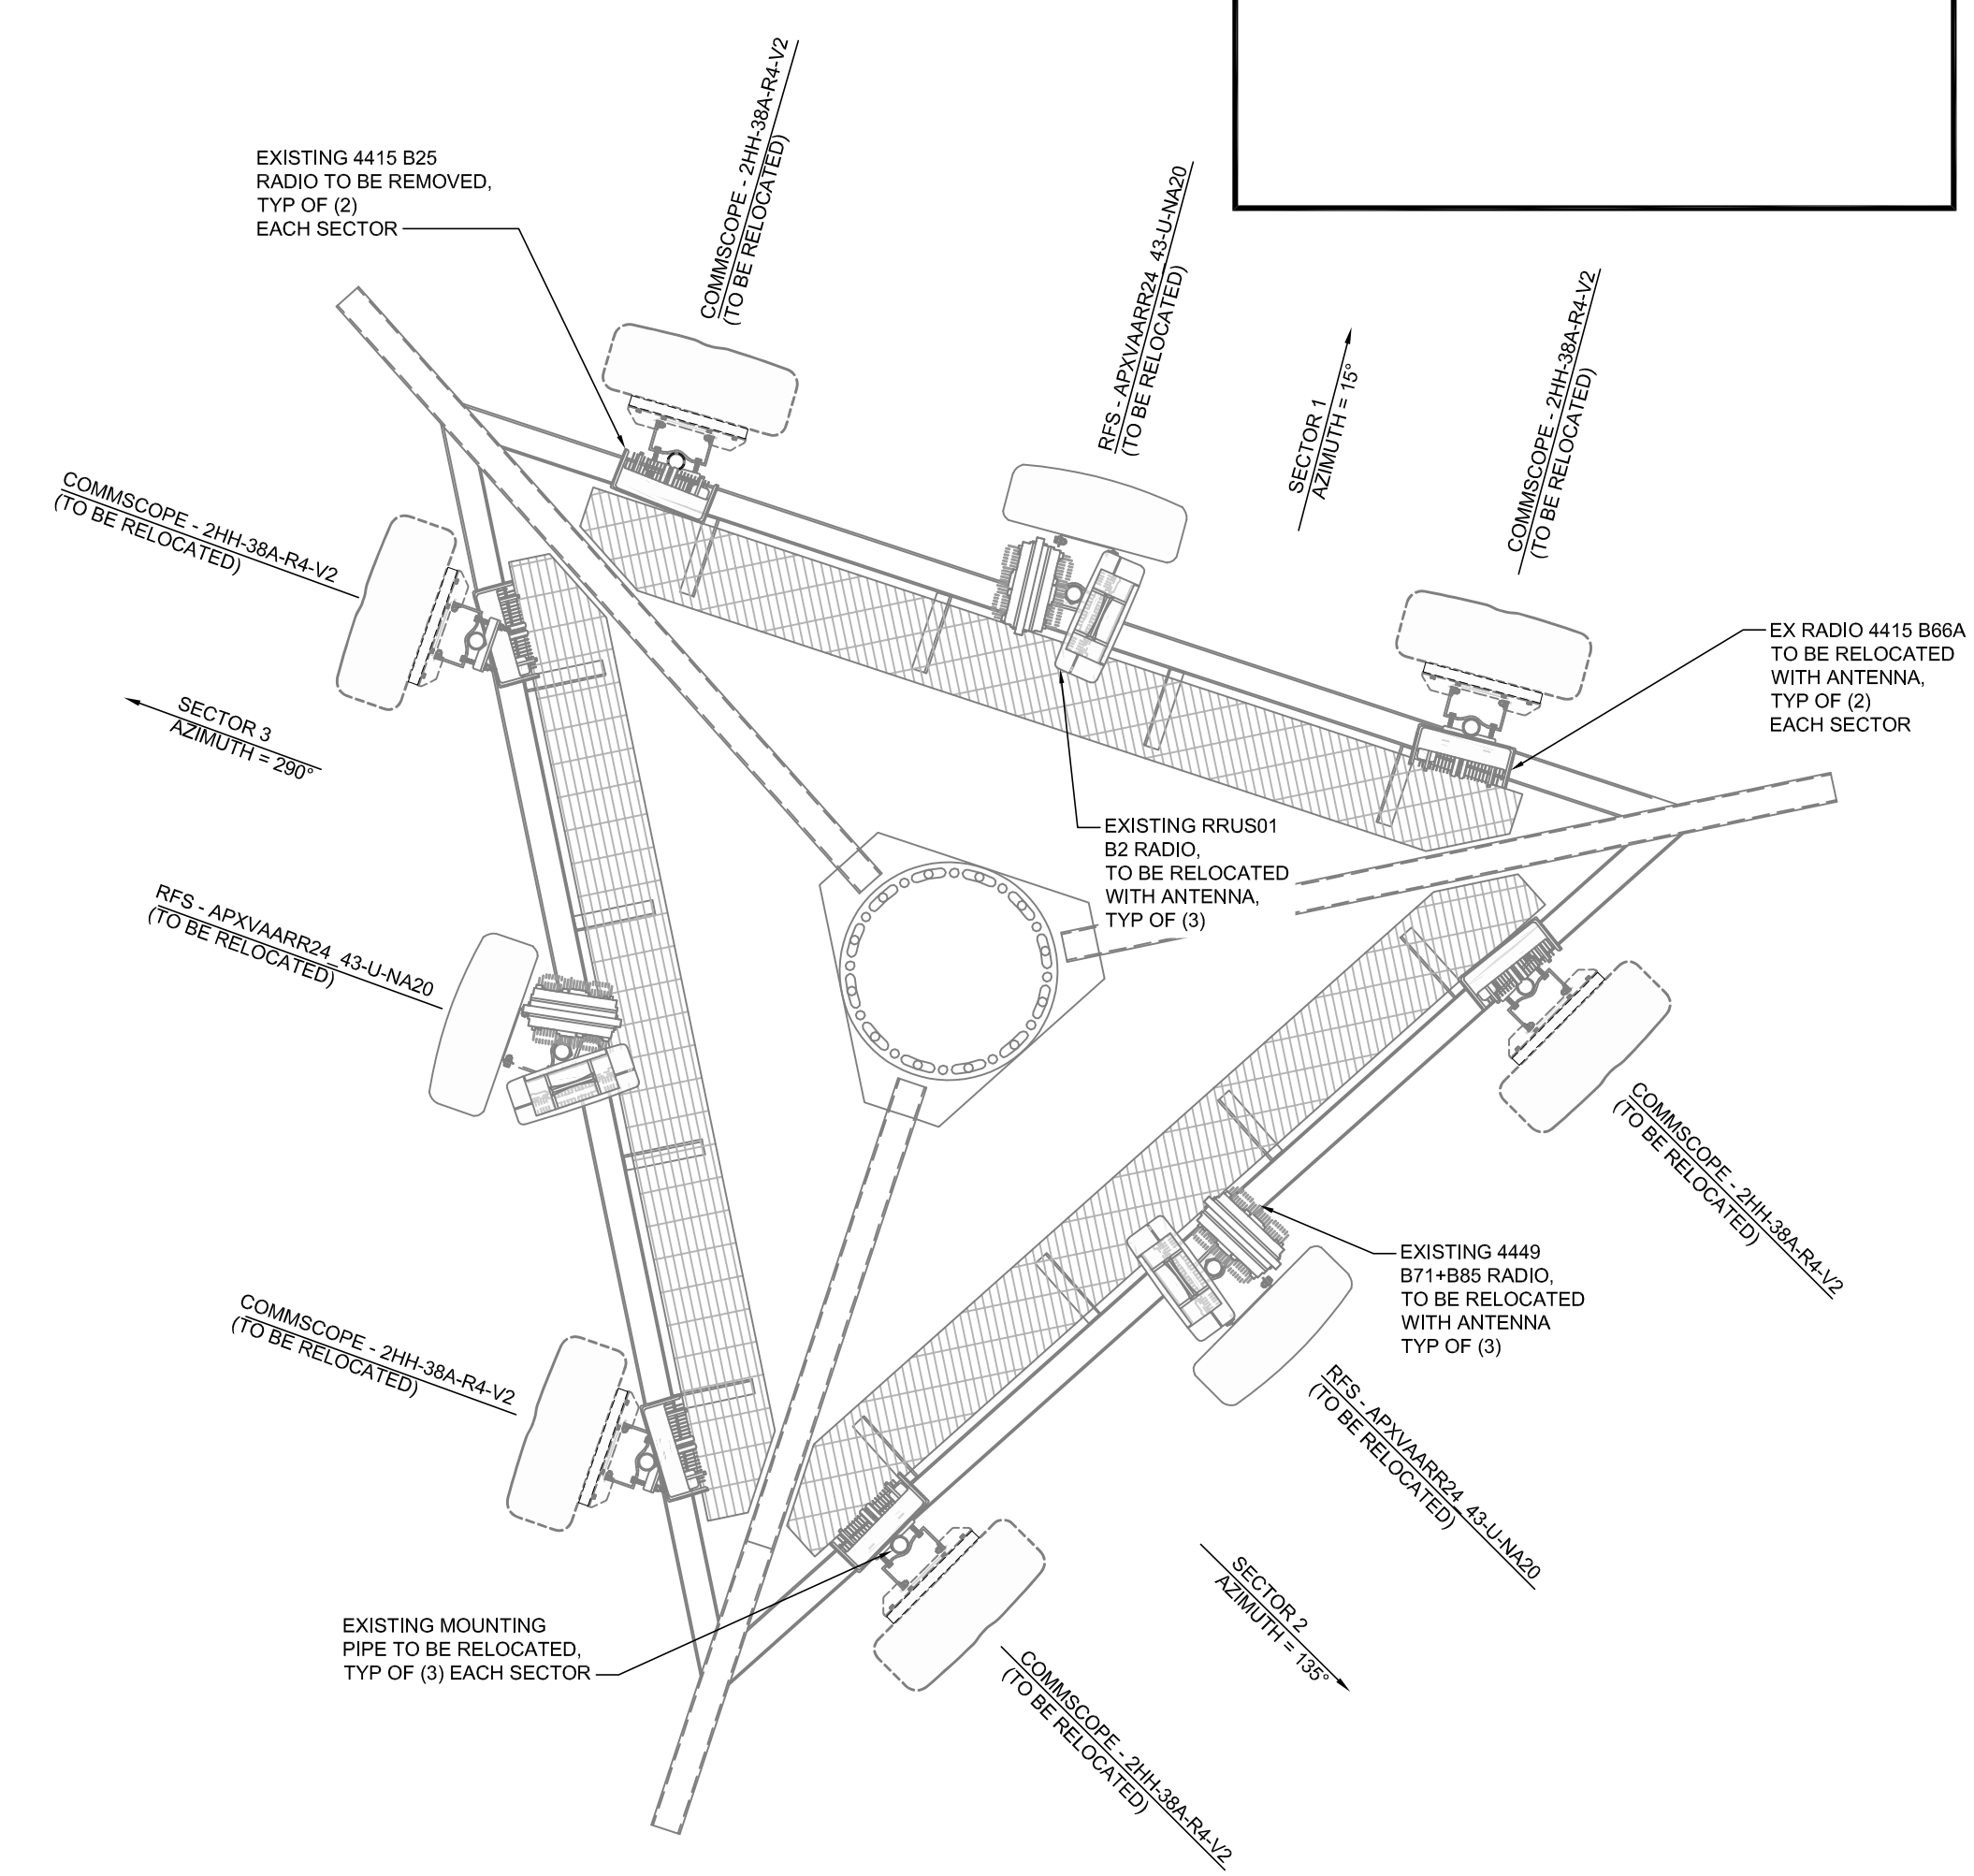 COMMSCOPE - 2HH-38A-R4-V2
(TO BE RELOCATED)
EXISTING 4415 B25
RADIO TO BE REMOVED,
TYP OF (2)
EACH SECTOR
RFS - APXVAARR24_43-U-NA20
(TO BE RELOCATED)
COMMSCOPE - 2HH-38A-R4-V2
(TO BE RELOCATED)
SECTOR 1
AZIMUTH = 15°
COMMSCOPE - 2HH-38A-R4-V2
(TO BE RELOCATED)
EX RADIO 4415 B66A
TO BE RELOCATED
WITH ANTENNA,
TYP OF (2)
EACH SECTOR
SECTOR 3
AZIMUTH = 290°
EXISTING RRUS01
B2 RADIO,
TO BE RELOCATED
WITH ANTENNA,
TYP OF (3)
RFS - APXVAARR24_43-U-NA20
(TO BE RELOCATED)
COMMSCOPE - 2HH-38A-R4-V2
(TO BE RELOCATED)
EXISTING 4449
B71+B85 RADIO,
TO BE RELOCATED
WITH ANTENNA
TYP OF (3)
COMMSCOPE - 2HH-38A-R4-V2
(TO BE RELOCATED)
RFS - APXVAARR24_43-U-NA20
(TO BE RELOCATED)
SECTOR 2
AZIMUTH = 135°
EXISTING MOUNTING
PIPE TO BE RELOCATED,
TYP OF (3) EACH SECTOR
COMMSCOPE - 2HH-38A-R4-V2
(TO BE RELOCATED)